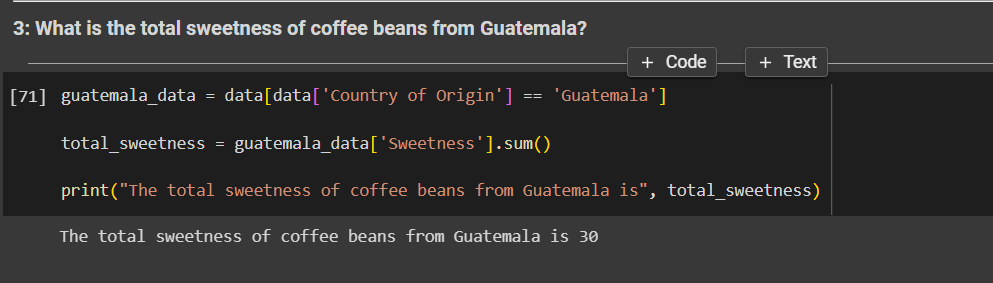 3: What is the total sweetness of coffee beans from Guatemala?
+ Code + Text
[71] guatemala_data = data[data['Country of Origin'] == 'Guatemala']
total_sweetness = guatemala_data['Sweetness'].sum()
print("The total sweetness of coffee beans from Guatemala is", total_sweetness)
The total sweetness of coffee beans from Guatemala is 30